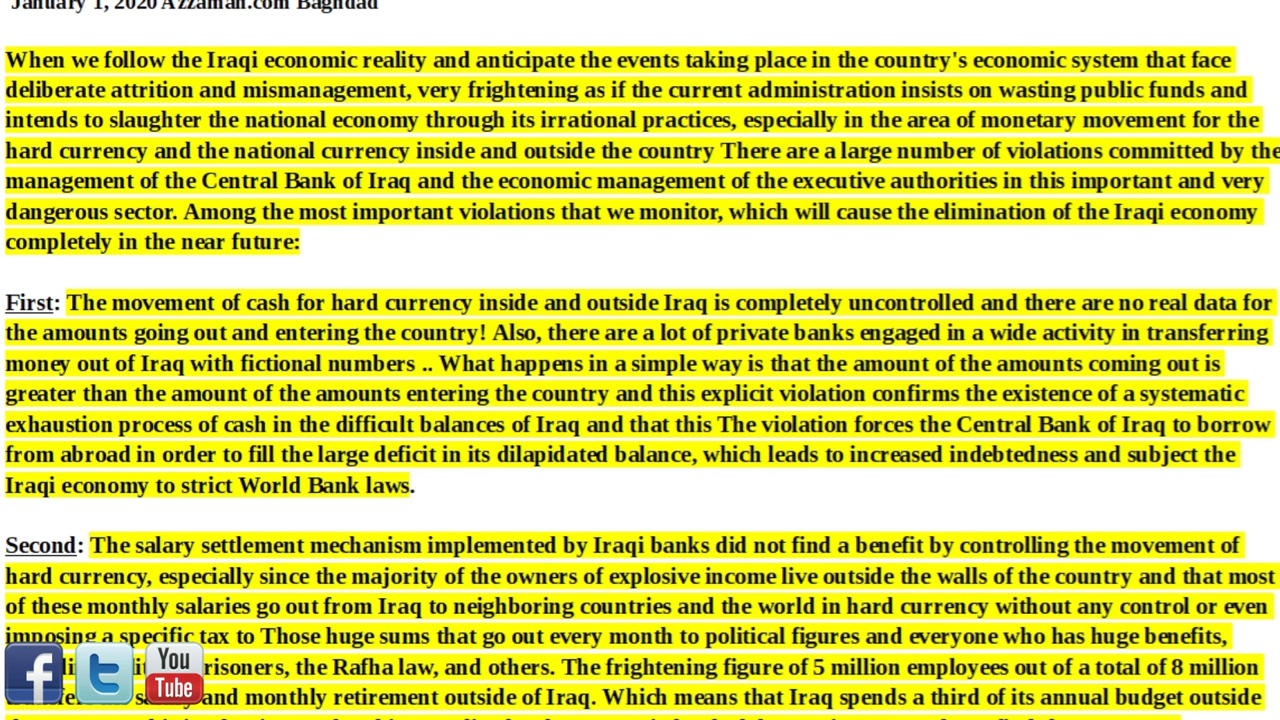 January 1, 2020 Azzaman.com Baghdad
When we follow the Iraqi economic reality and anticipate the events taking place in the country's economic system that face
deliberate attrition and mismanagement, very frightening as if the current administration insists on wasting public funds and
intends to slaughter the national economy through its irrational practices, especially in the area of monetary movement for the
hard currency and the national currency inside and outside the country There are a large number of violations committed by the
management of the Central Bank of Iraq and the economic management of the executive authorities in this important and very
dangerous sector. Among the most important violations that we monitor, which will cause the elimination of the Iraqi economy
completely in the near future:
First: The movement of cash for hard currency inside and outside Iraq is completely uncontrolled and there are no real data for
the amounts going out and entering the country! Also, there are a lot of private banks engaged in a wide activity in transferring
money out of Iraq with fictional numbers .. What happens in a simple way is that the amount of the amounts coming out is
greater than the amount of the amounts entering the country and this explicit violation confirms the existence of a systematic
exhaustion process of cash in the difficult balances of Iraq and that this The violation forces the Central Bank of Iraq to borrow
from abroad in order to fill the large deficit in its dilapidated balance, which leads to increased indebtedness and subject the
Iraqi economy to strict World Bank laws.
Second: The salary settlement mechanism implemented by Iraqi banks did not find a benefit by controlling the movement of
hard currency, especially since the majority of the owners of explosive income live outside the walls of the country and that most
of these monthly salaries go out from Iraq to neighboring countries and the world in hard currency without any control or even
imposing a specific tax to Those huge sums that go out every month to political figures and everyone who has huge benefits,
the Rafha law, and others. The frightening figure of 5 million employees out of a total of 8 million
and monthly retirement outside of Iraq. Which means that Iraq spends a third of its annual budget outside
You Tube